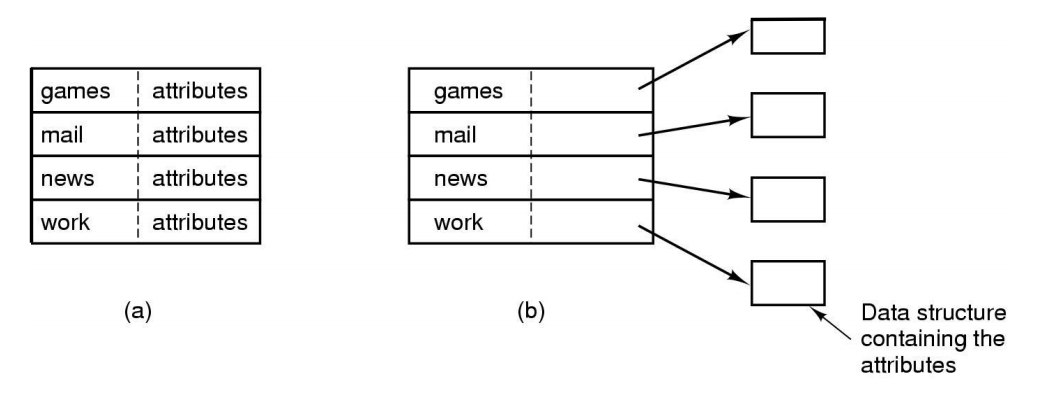 games attributes
mail attributes
news attributes
work attributes
(a)
games
mail
news
work
(b)
Data structure
containing the
attributes